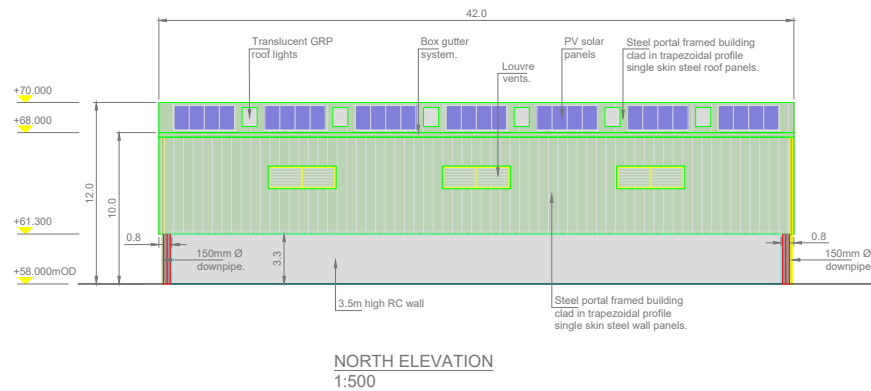 42.0
Translucent GRP
roof lights
Box gutter
system.
Louvre
vents.
PV solar
panels
Steel portal framed building
clad in trapezoidal profile
single skin steel roof panels.
+70.000
+68.000
12.0
10.0
+61.300
0.8
0.8
150mm Ø
downpipe.
3.3
150mm Ø
downpipe.
+58.000mOD
3.5m high RC wall
Steel portal framed building
clad in trapezoidal profile
single skin steel wall panels.
NORTH ELEVATION
1:500